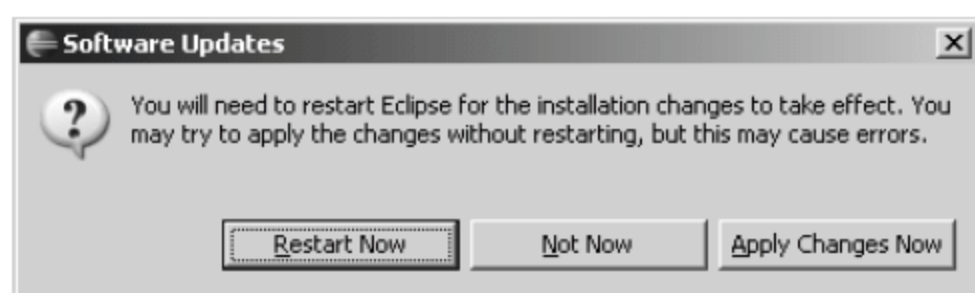 Software Updates
You will need to restart Eclipse for the installation changes to take effect. You
may try to apply the changes without restarting, but this may cause errors.
Restart Now Not Now Apply Changes Now